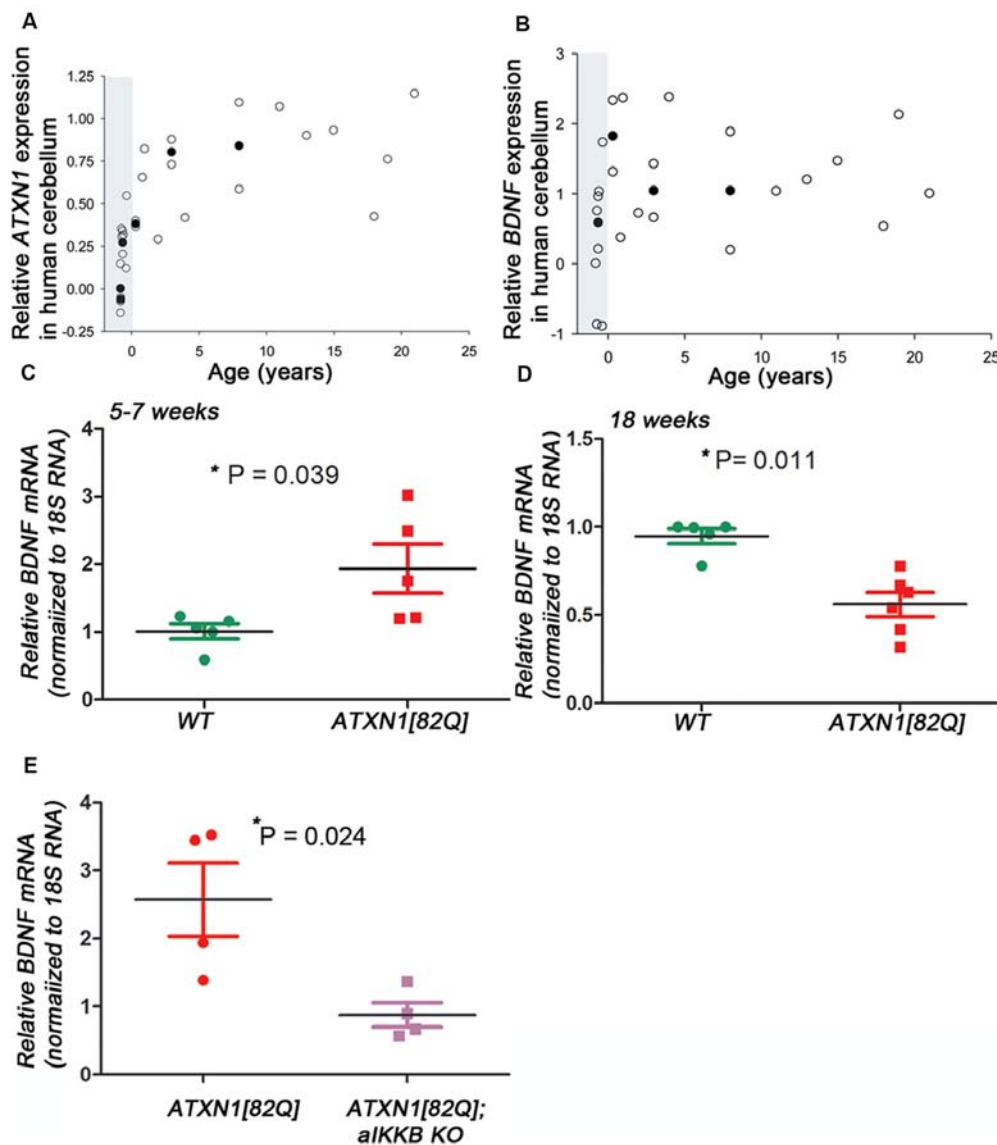 A
Relative ATXN1 expression
in human cerebellum
1.25
1.00
0.75
0.50
0.25
0.00
-0.25
0 5 10 15 20 25
Age (years)
B
Relative BDNF expression
in human cerebellum
3
2
1
0
-1
0 5 10 15 20 25
Age (years)
C
5-7 weeks
* P = 0.039
Relative BDNF mRNA
(normaiized to 18S RNA)
4
3
2
1
0
WT ATXN1[82Q]
D
18 weeks
* P= 0.011
Relative BDNF mRNA
(normaiized to 18S RNA)
1.5
1.0
0.5
0.0
WT ATXN1[82Q]
E
* P = 0.024
Relative BDNF mRNA
(normaiized to 18S RNA)
4
3
2
1
0
ATXN1[82Q] ATXN1[82Q];
aIKKB KO